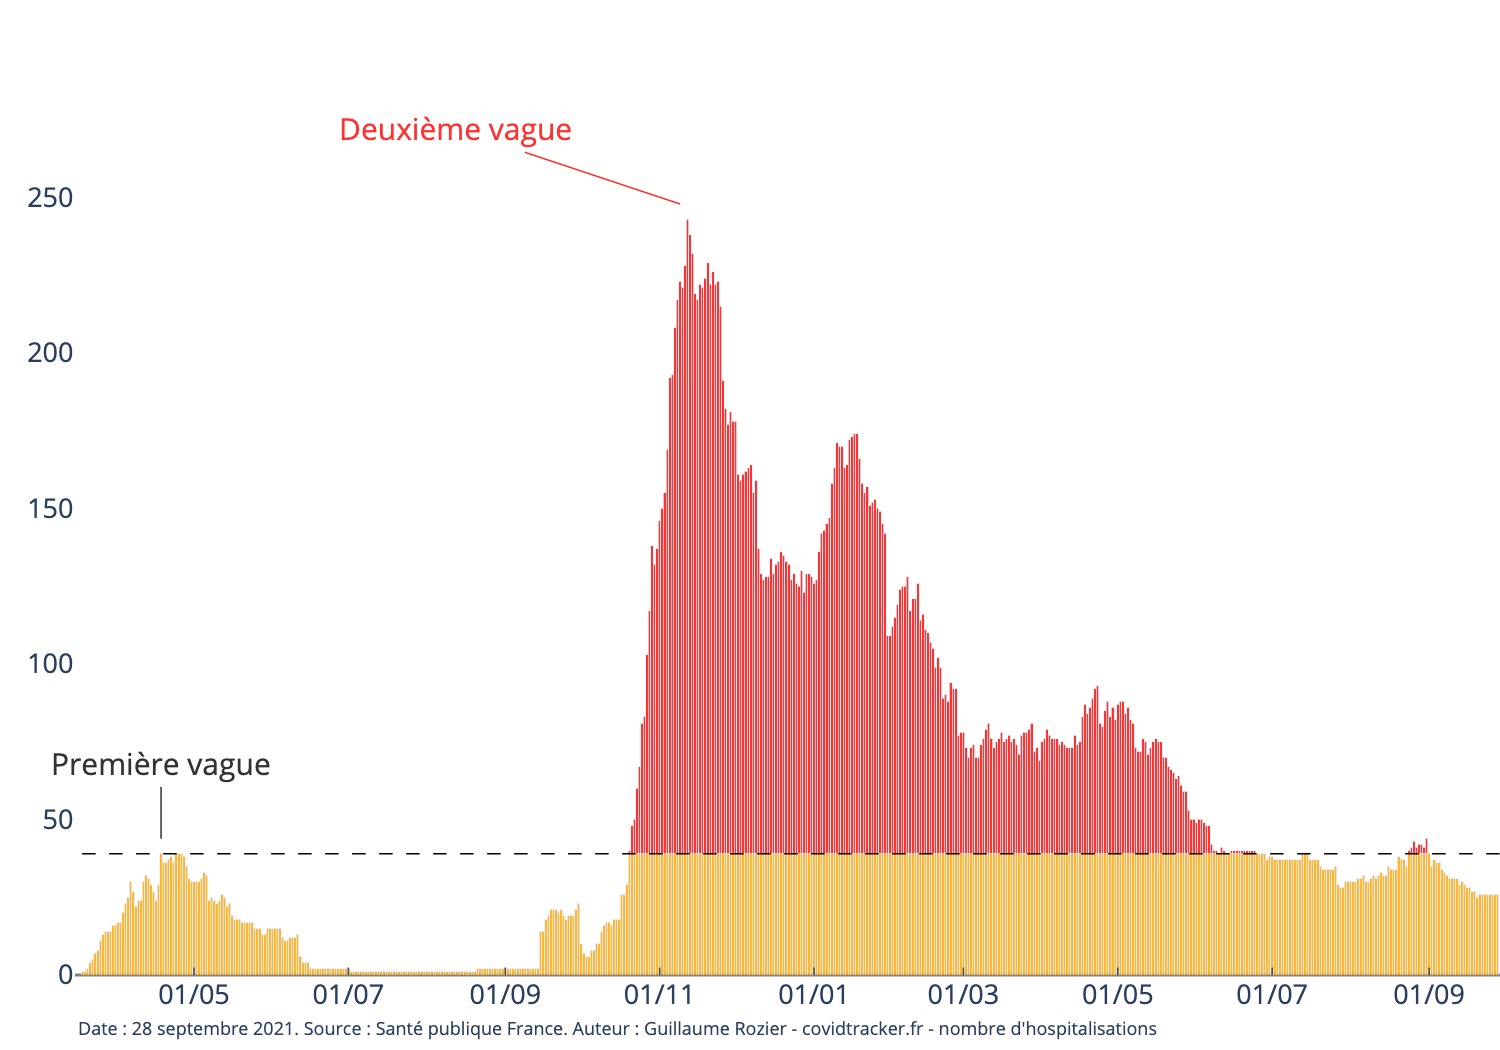 Deuxième vague
250
200
150
100
Première vague
50
0
01/05 01/07 01/09 01/11 01/01 01/03 01/05 01/07 01/09
Date : 28 septembre 2021. Source : Santé publique France. Auteur : Guillaume Rozier - covidtracker.fr - nombre d'hospitalisations